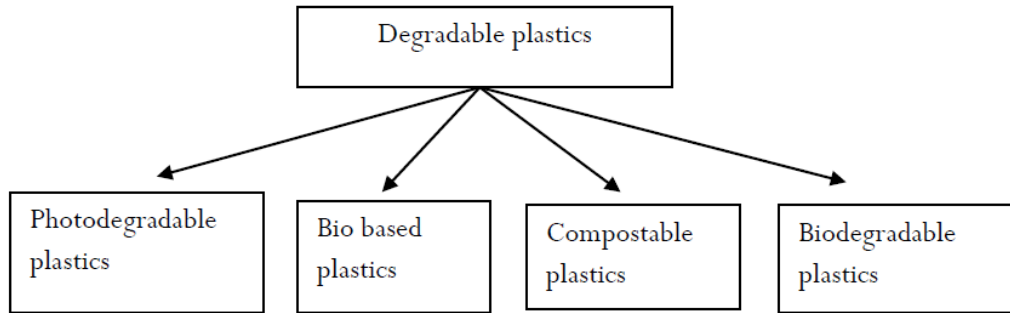 Degradable plastics
Photodegradable
plastics
Bio based
plastics
Compostable
plastics
Biodegradable
plastics